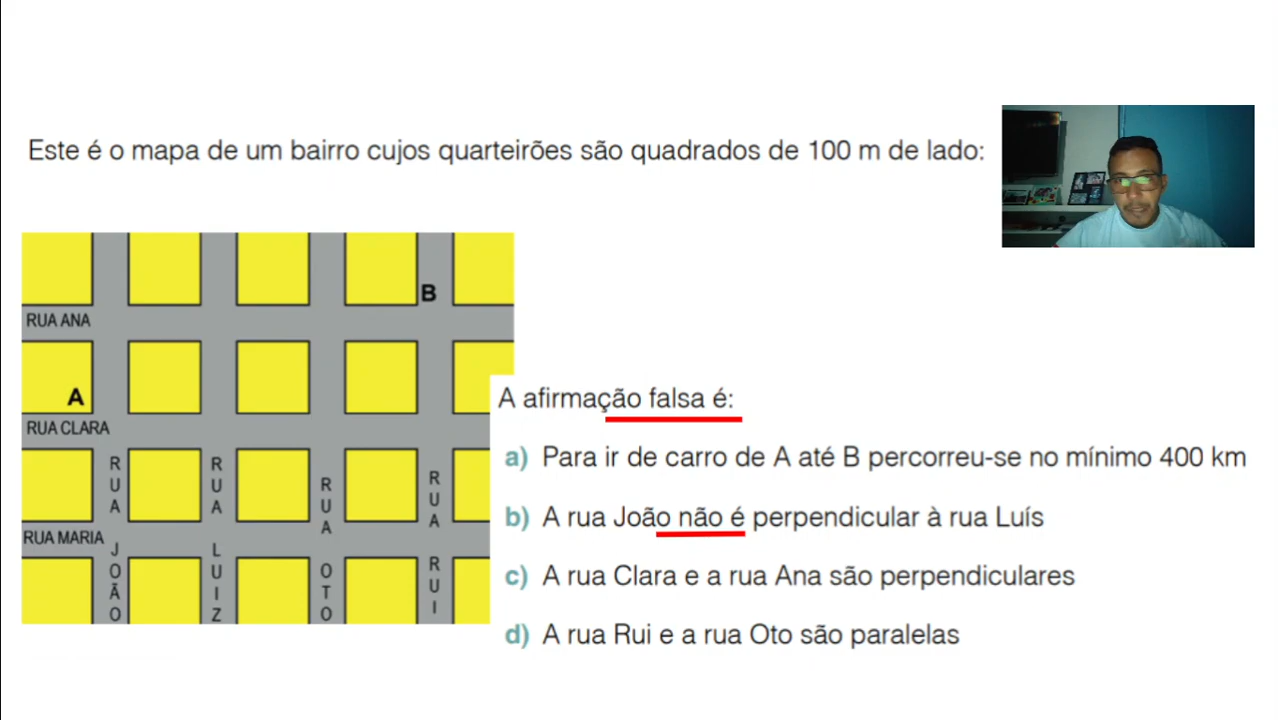 Este é o mapa de um bairro cujos quarteirões são quadrados de 100 m de lado:
B
RUA ANA
A
RUA CLARA
RUA JOÃO
RUA LUIZ
RUA OTO
RUA RUI
RUA MARIA
A afirmação falsa é:
a) Para ir de carro de A até B percorreu-se no mínimo 400 km
b) A rua João não é perpendicular à rua Luís
c) A rua Clara e a rua Ana são perpendiculares
d) A rua Rui e a rua Oto são paralelas